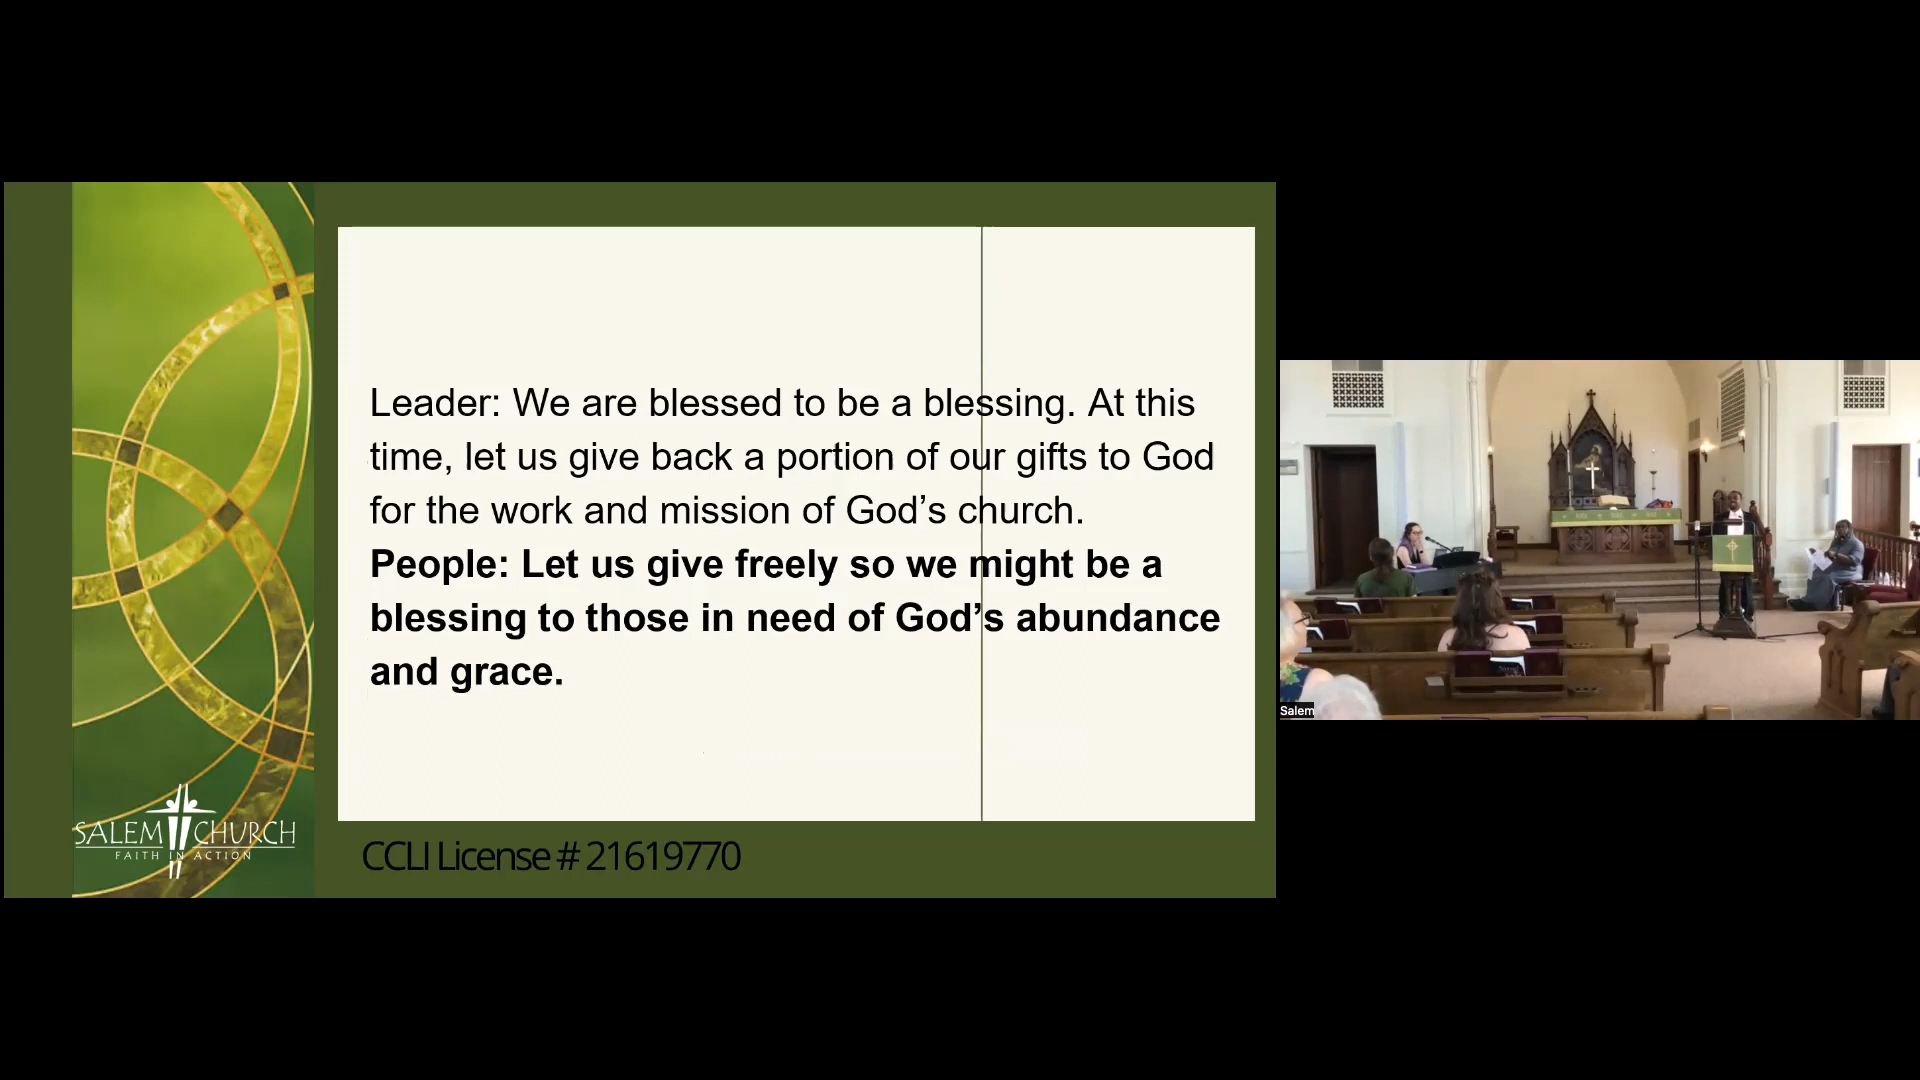 Leader: We are blessed to be a blessing. At this
time, let us give back a portion of our gifts to God
for the work and mission of God’s church.
People: Let us give freely so we might be a
blessing to those in need of God’s abundance
and grace.
SALEM CHURCH
FAITH IN ACTION
CCLI License # 21619770
Salem